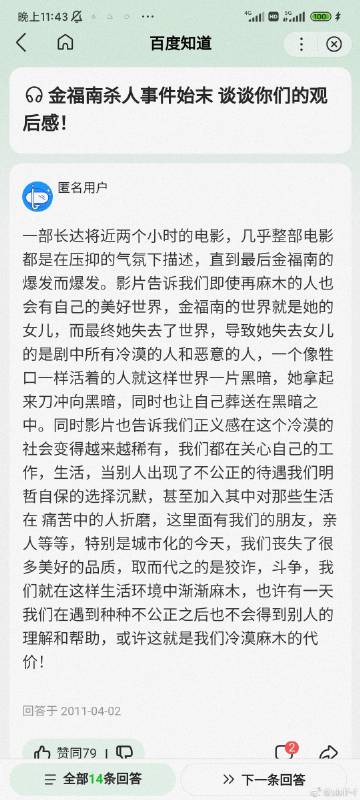 晚上11:43
4G HD 5G 100
百度知道
金福南杀人事件始末 谈谈你们的观
后感！
匿名用户
一部长达将近两个小时的电影，几乎整部电影
都是在压抑的气氛下描述，直到最后金福南的
爆发而爆发。影片告诉我们即使再麻木的人也
会有自己的美好世界，金福南的世界就是她的
女儿，而最终她失去了世界，导致她失去女儿
的是剧中所有冷漠的人和恶意的人，一个像牲
口一样活着的人就这样世界一片黑暗，她拿起
来刀冲向黑暗，同时也让自己葬送在黑暗之
中。同时影片也告诉我们正义感在这个冷漠的
社会变得越来越稀有，我们都在关心自己的工
作，生活，当别人出现了不公正的待遇我们明
哲自保的选择沉默，甚至加入其中对那些生活
在 痛苦中的人折磨，这里面有我们的朋友，亲
人等等，特别是城市化的今天，我们丧失了很
多美好的品质，取而代之的是狡诈，斗争，我
们就在这样生活环境中渐渐麻木，也许有一天
我们在遇到种种不公正之后也不会得到别人的
理解和帮助，或许这就是我们冷漠麻木的代
价！
回答于 2011-04-02
赞同79
2
全部14条回答
下一条回答